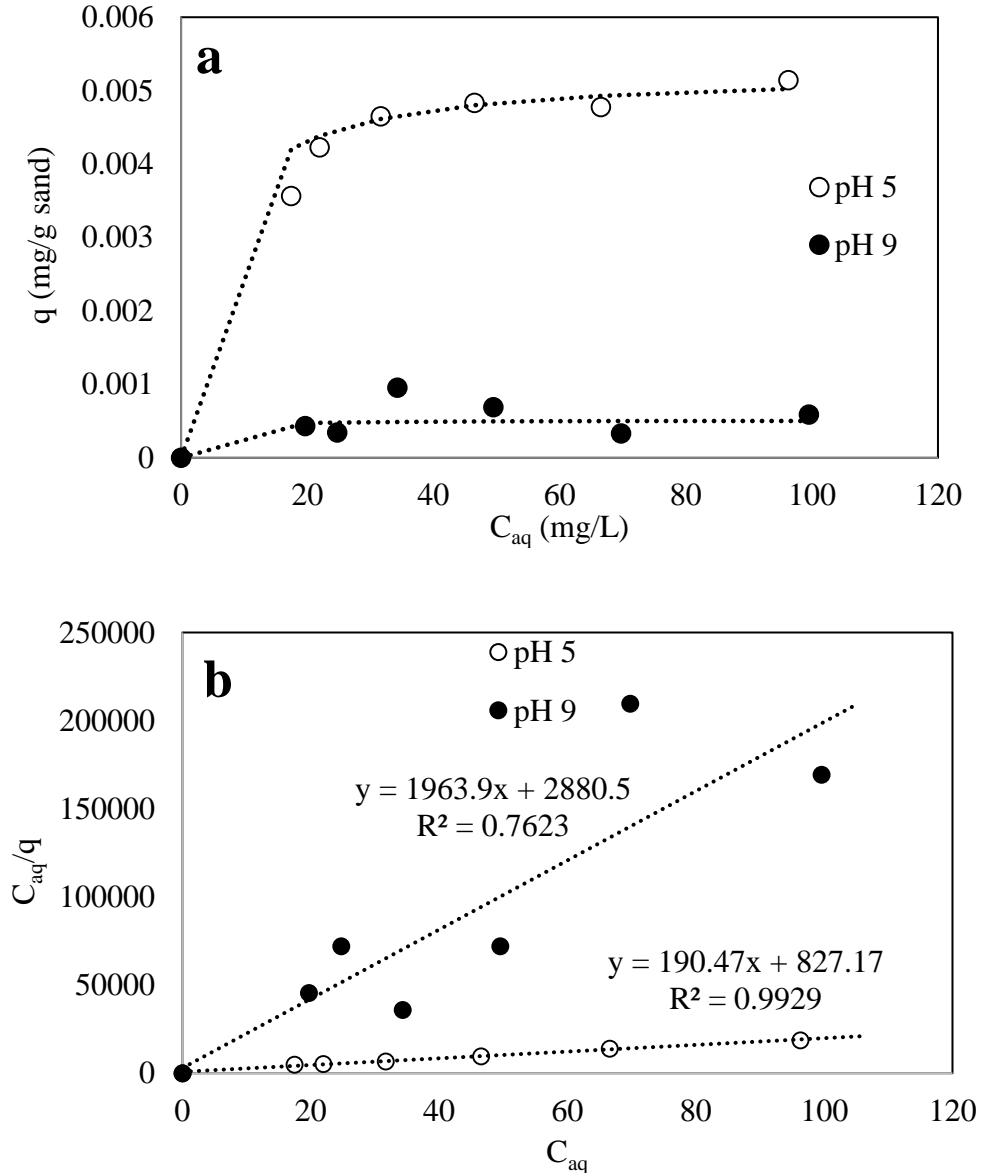 a
0.006
0.005
0.004
0.003
0.002
0.001
0
q (mg/g sand)
pH 5
pH 9
0 20 40 60 80 100 120
Caq (mg/L)
b
250000
200000
150000
100000
50000
0
Caq/q
pH 5
pH 9
y = 1963.9x + 2880.5
R² = 0.7623
y = 190.47x + 827.17
R² = 0.9929
0 20 40 60 80 100 120
Caq